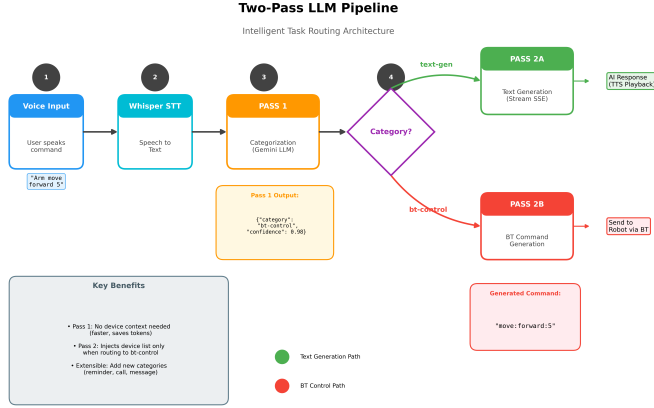 Two-Pass LLM Pipeline
Intelligent Task Routing Architecture
1
2
3
4
Voice Input
User speaks
command
"Arm move
forward 5"
Whisper STT
Speech to
Text
PASS 1
Categorization
(Gemini LLM)
Pass 1 Output:
{"category":
"bt-control",
"confidence": 0.98}
Category?
text-gen
bt-control
PASS 2A
Text Generation
(Stream SSE)
AI Response
(TTS Playback)
PASS 2B
BT Command
Generation
Send to
Robot via BT
Generated Command:
"move:forward:5"
Key Benefits
• Pass 1: No device context needed
(faster, saves tokens)
• Pass 2: Injects device list only
when routing to bt-control
• Extensible: Add new categories
(reminder, call, message)
Text Generation Path
BT Control Path